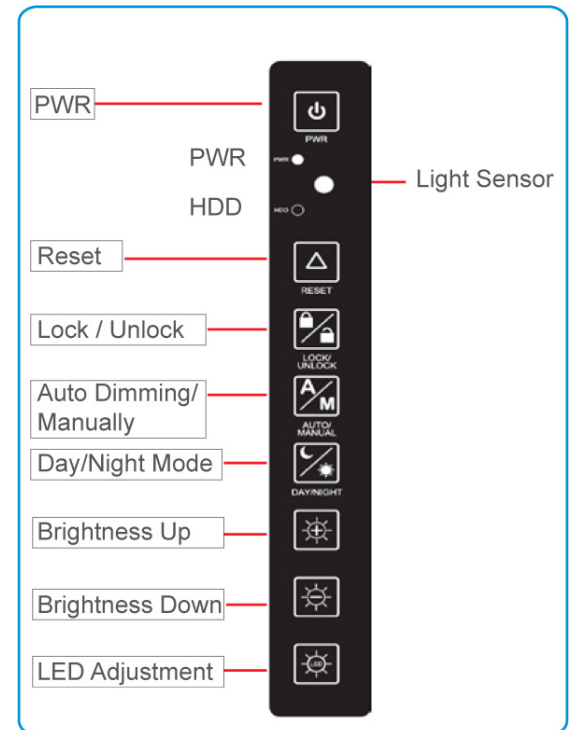 PWR
PWR
PWR
PWR
Light Sensor
HDD
HDD
Reset
RESET
Lock / Unlock
LOCK/
UNLOCK
Auto Dimming/
Manually
A/M
AUTO/
MANUAL
Day/Night Mode
DAY/NIGHT
Brightness Up
Brightness Down
LED Adjustment
LED